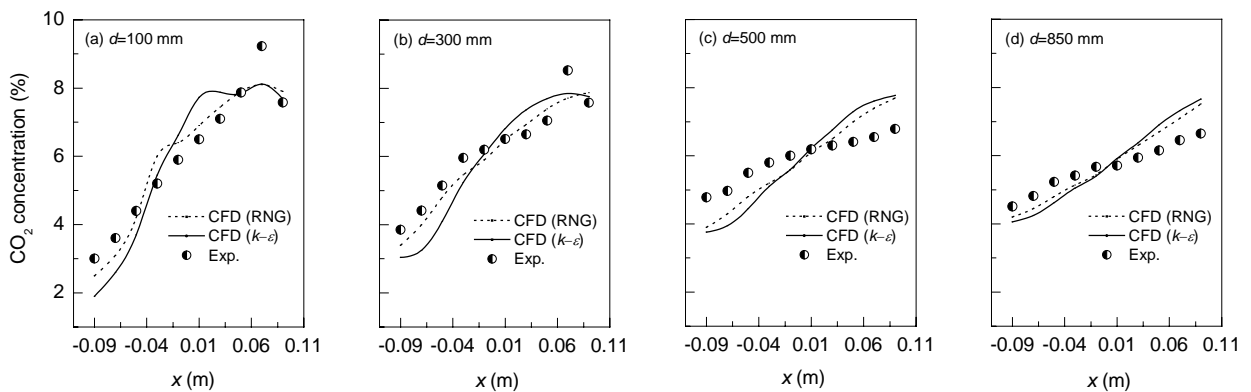 10
8
6
4
2
CO2 concentration (%)
(a) d=100 mm
CFD (RNG)
CFD (k−ε)
Exp.
-0.09 -0.04 0.01 0.06 0.11
x (m)
(b) d=300 mm
CFD (RNG)
CFD (k−ε)
Exp.
-0.09 -0.04 0.01 0.06 0.11
x (m)
(c) d=500 mm
CFD (RNG)
CFD (k−ε)
Exp.
-0.09 -0.04 0.01 0.06 0.11
x (m)
(d) d=850 mm
CFD (RNG)
CFD (k−ε)
Exp.
-0.09 -0.04 0.01 0.06 0.11
x (m)